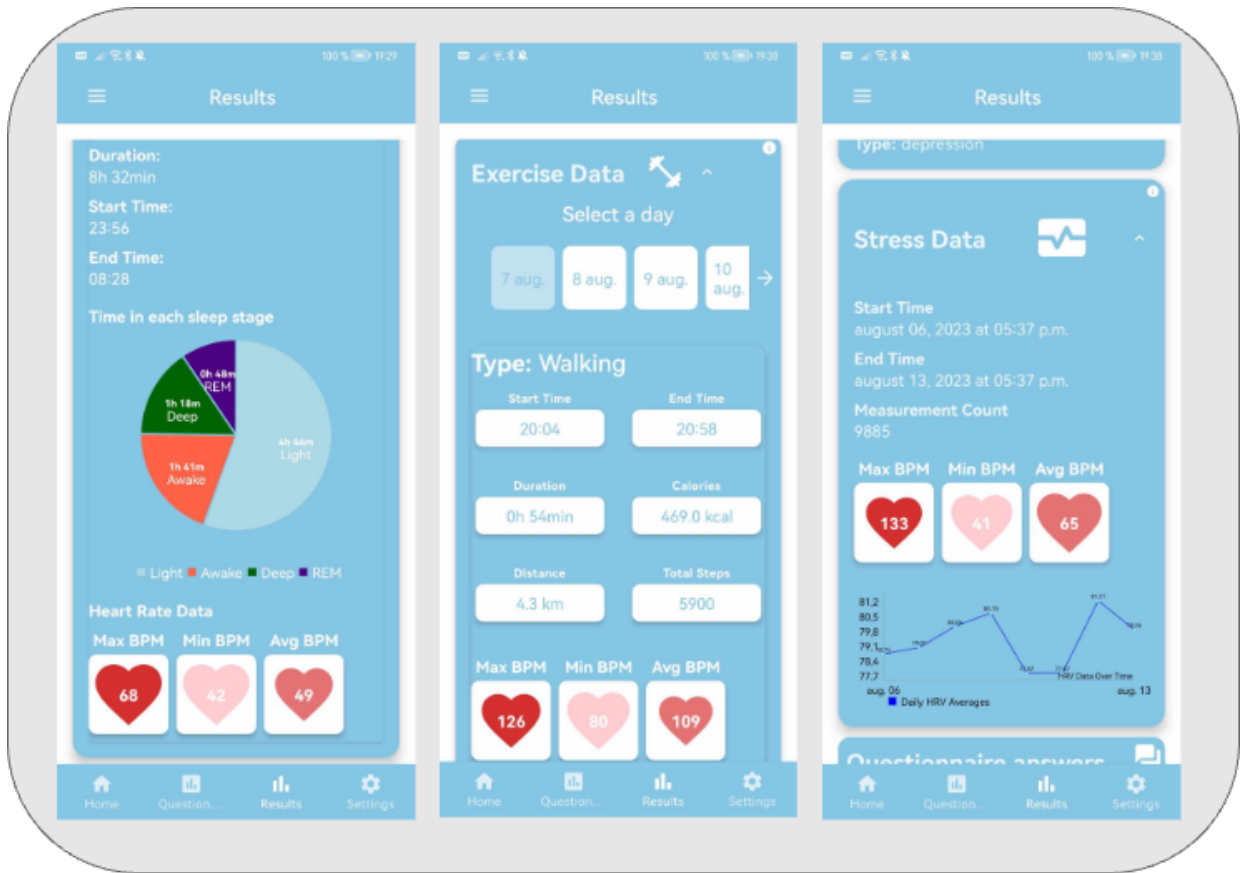 100 % 19:29
Results
Duration:
8h 32min
Start Time:
23:56
End Time:
08:28
Time in each sleep stage
0h 48m
REM
1h 18m
Deep
4h 44m
Light
1h 41m
Awake
Light Awake Deep REM
Heart Rate Data
Max BPM Min BPM Avg BPM
68 42 49
Home Question... Results Settings
100 % 19:30
Results
Exercise Data
Select a day
7 aug. 8 aug. 9 aug. 10
aug.
Type: Walking
Start Time End Time
20:04 20:58
Duration Calories
0h 54min 469.0 kcal
Distance Total Steps
4.3 km 5900
Max BPM Min BPM Avg BPM
126 80 109
Home Question... Results Settings
100 % 19:30
Results
Type: depression
Stress Data
Start Time
august 06, 2023 at 05:37 p.m.
End Time
august 13, 2023 at 05:37 p.m.
Measurement Count
9885
Max BPM Min BPM Avg BPM
133 41 65
81,2
80,5
79,8
79,1
78,4
77,7
HRV Data Over Time
aug. 06 aug. 13
Daily HRV Averages
Questionnaire answers
Home Question... Results Settings